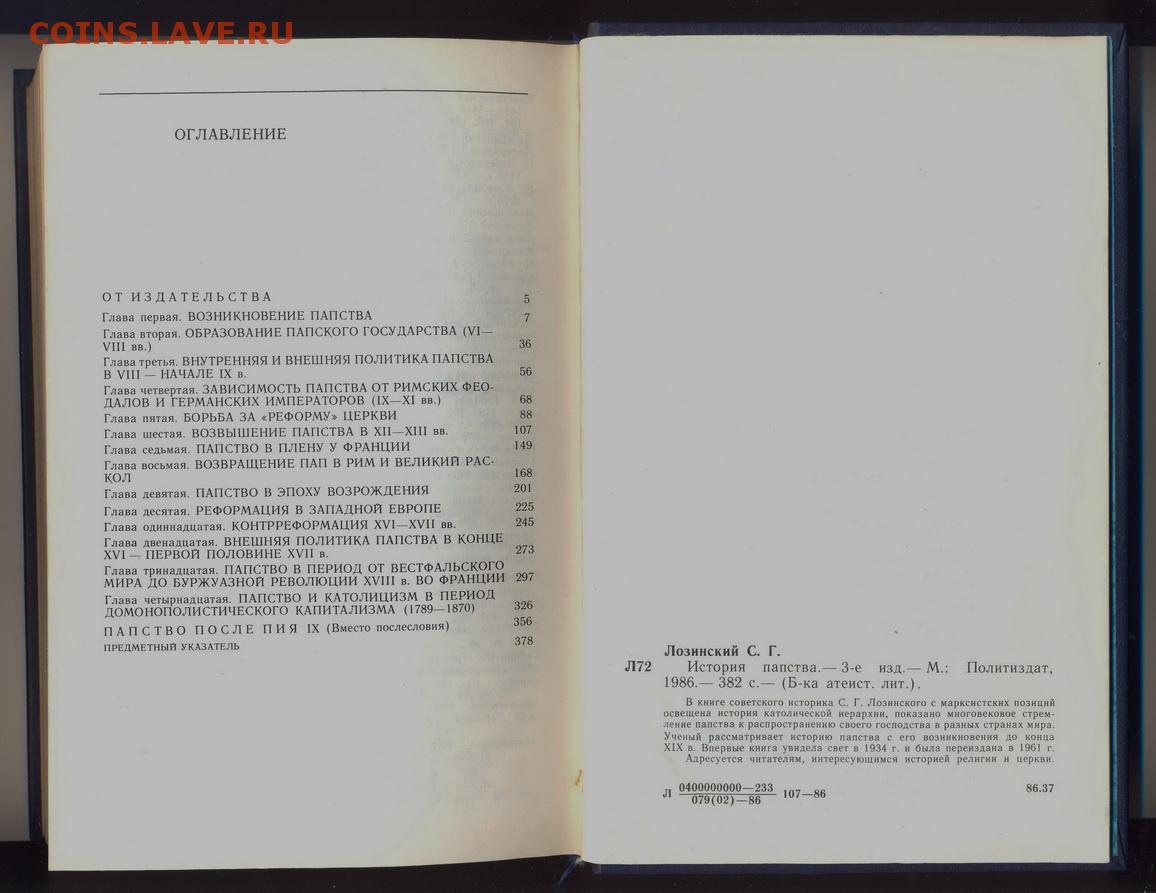 COINS.LAVE.RU
ОГЛАВЛЕНИЕ
ОТ ИЗДАТЕЛЬСТВА 5
Глава первая. ВОЗНИКНОВЕНИЕ ПАПСТВА 7
Глава вторая. ОБРАЗОВАНИЕ ПАПСКОГО ГОСУДАРСТВА (VI—
VIII вв.) 36
Глава третья. ВНУТРЕННЯЯ И ВНЕШНЯЯ ПОЛИТИКА ПАПСТВА
В VIII — НАЧАЛЕ IX в. 56
Глава четвертая. ЗАВИСИМОСТЬ ПАПСТВА ОТ РИМСКИХ ФЕО-
ДАЛОВ И ГЕРМАНСКИХ ИМПЕРАТОРОВ (IX—XI вв.) 68
Глава пятая. БОРЬБА ЗА «РЕФОРМУ» ЦЕРКВИ 88
Глава шестая. ВОЗВЫШЕНИЕ ПАПСТВА В XII—XIII вв. 107
Глава седьмая. ПАПСТВО В ПЛЕНУ У ФРАНЦИИ 149
Глава восьмая. ВОЗВРАЩЕНИЕ ПАП В РИМ И ВЕЛИКИЙ РАС-
КОЛ 168
Глава девятая. ПАПСТВО В ЭПОХУ ВОЗРОЖДЕНИЯ 201
Глава десятая. РЕФОРМАЦИЯ В ЗАПАДНОЙ ЕВРОПЕ 225
Глава одиннадцатая. КОНТРРЕФОРМАЦИЯ XVI—XVII вв. 245
Глава двенадцатая. ВНЕШНЯЯ ПОЛИТИКА ПАПСТВА В КОНЦЕ
XVI — ПЕРВОЙ ПОЛОВИНЕ XVII в. 273
Глава тринадцатая. ПАПСТВО В ПЕРИОД ОТ ВЕСТФАЛЬСКОГО
МИРА ДО БУРЖУАЗНОЙ РЕВОЛЮЦИИ XVIII в. ВО ФРАНЦИИ 297
Глава четырнадцатая. ПАПСТВО И КАТОЛИЦИЗМ В ПЕРИОД
ДОМОНОПОЛИСТИЧЕСКОГО КАПИТАЛИЗМА (1789—1870) 326
ПАПСТВО ПОСЛЕ ПИЯ IX (Вместо послесловия) 356
ПРЕДМЕТНЫЙ УКАЗАТЕЛЬ 378
Лозинский С. Г.
Л72 История папства.— 3-е изд.— М.: Политиздат,
1986.— 382 с.— (Б-ка атеист. лит.).
В книге советского историка С. Г. Лозинского с марксистских позиций
освещена история католической иерархии, показано многовековое стрем-
ление папства к распространению своего господства в разных странах мира.
Ученый рассматривает историю папства с его возникновения до конца
XIX в. Впервые книга увидела свет в 1934 г. и была переиздана в 1961 г.
Адресуется читателям, интересующимся историей религии и церкви.
Л 0400000000—233 107—86 86.37
079(02)—86